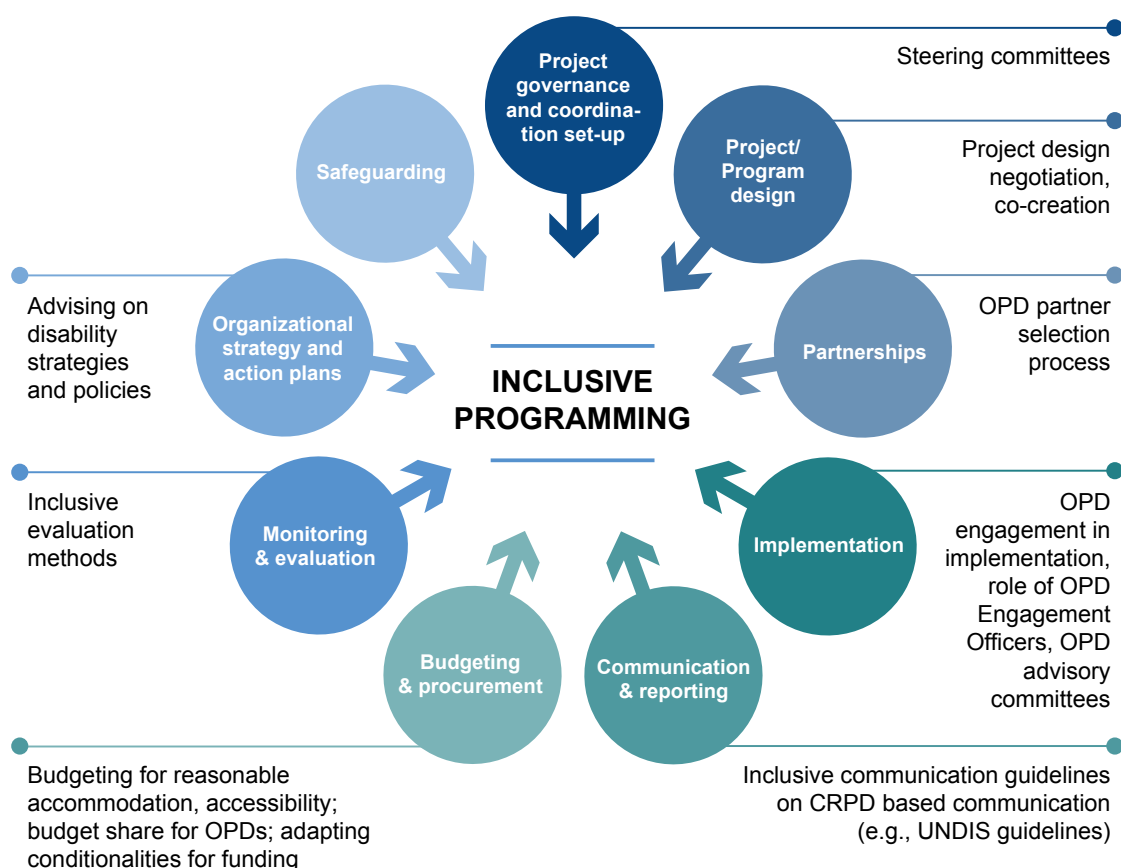 Project
governance
and coordina-
tion set-up
Steering committees
Project/
Program
design
Project design
negotiation,
co-creation
Partnerships
OPD partner
selection
process
Implementation
OPD
engagement in
implementation,
role of OPD
Engagement
Officers, OPD
advisory
committees
Communication
& reporting
Inclusive communication guidelines
on CRPD based communication
(e.g., UNDIS guidelines)
Budgeting
& procurement
Budgeting for reasonable
accommodation, accessibility;
budget share for OPDs; adapting
conditionalities for funding
Monitoring
& evaluation
Inclusive
evaluation
methods
Organizational
strategy and
action plans
Advising on
disability
strategies
and policies
Safeguarding
INCLUSIVE
PROGRAMMING